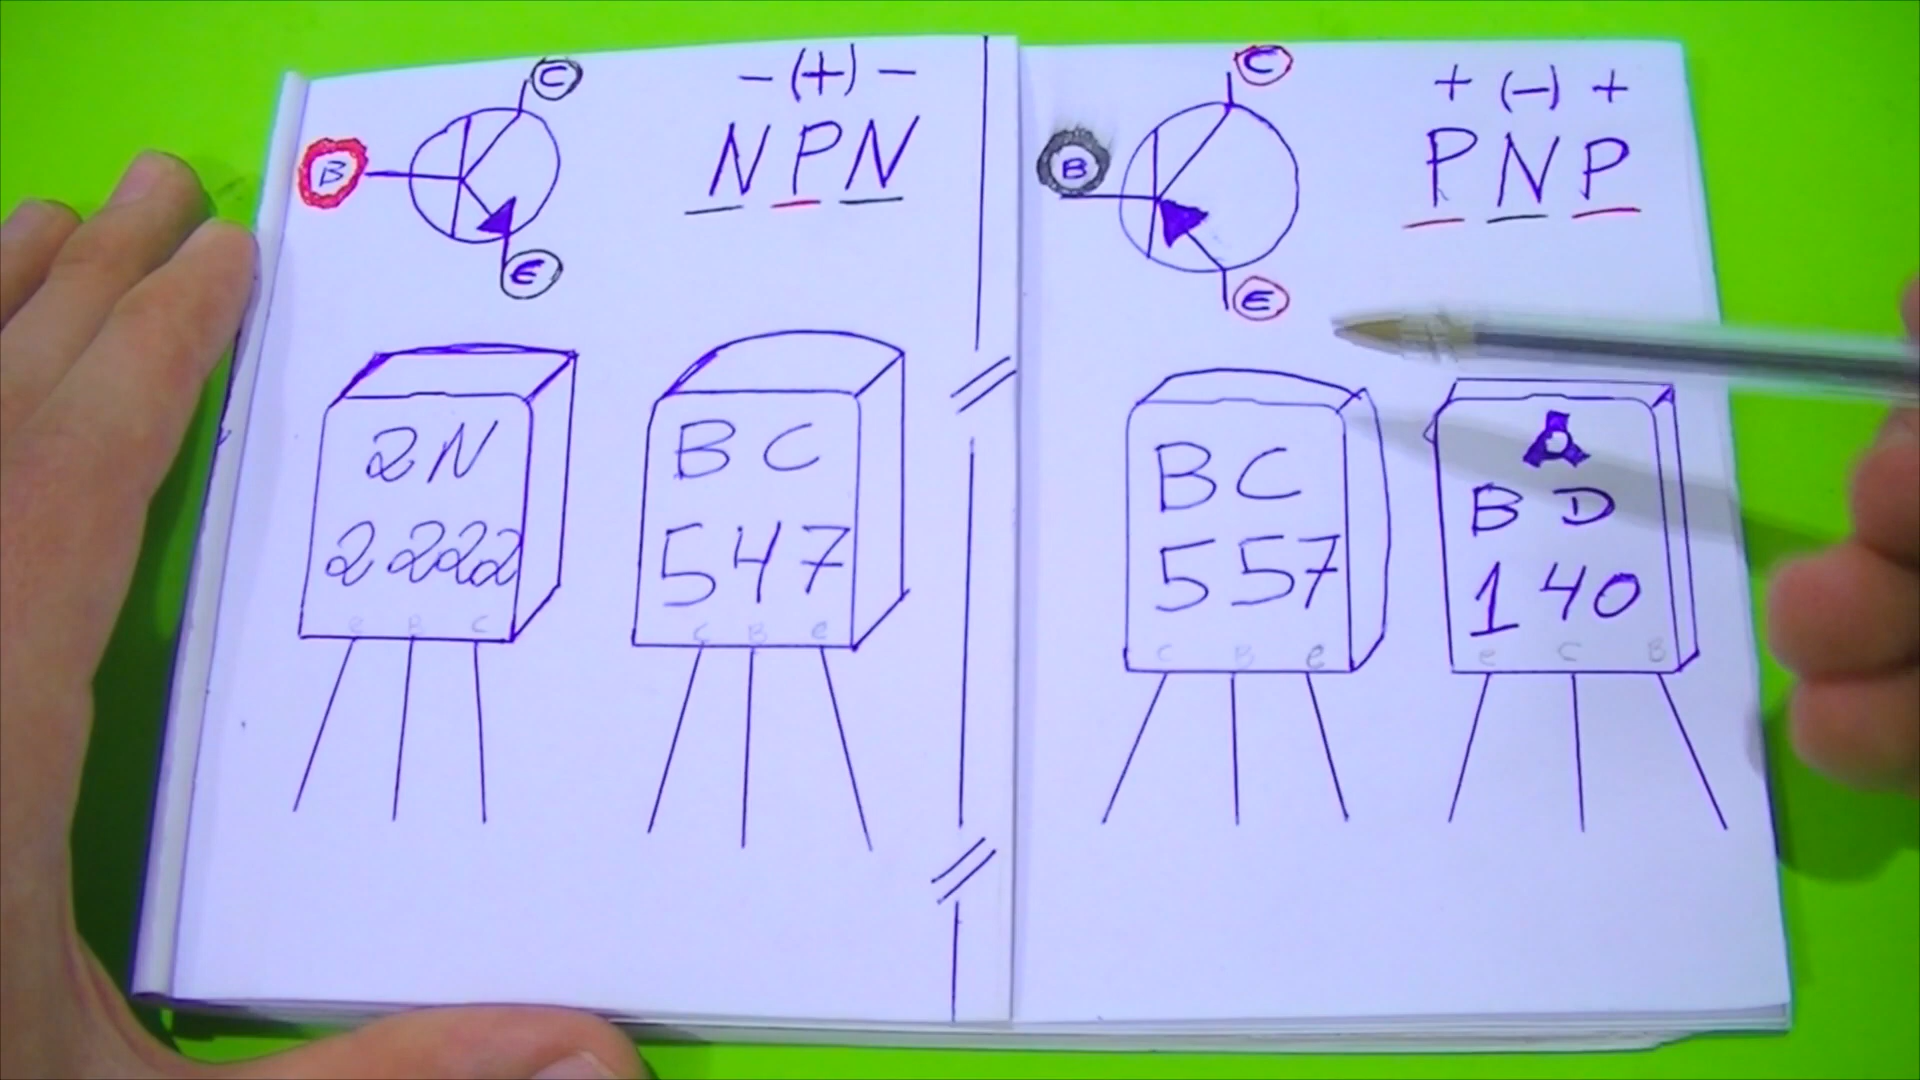 C
B
E
- (+) -
NPN
2N
2222
e B C
BC
547
C B e
C
B
E
+ (-) +
PNP
BC
557
C B e
BD
140
e C B